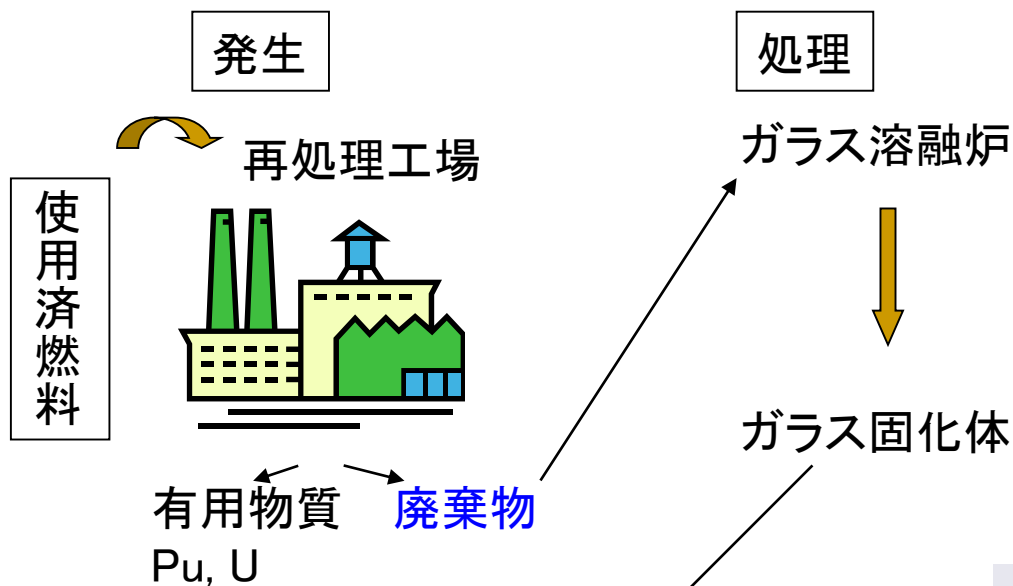 発生
処理
再処理工場
ガラス溶融炉
使用済燃料
ガラス固化体
有用物質
廃棄物
Pu, U